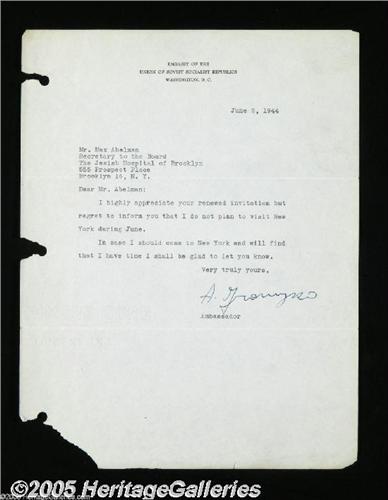 EMBASSY OF THE
UNION OF SOVIET SOCIALIST REPUBLICS
WASHINGTON, D. C.
June 8, 1944
Mr. Max Abelman
Secretary to the Board
The Jewish Hospital of Brooklyn
555 Prospect Place
Brooklyn 16, N. Y.
Dear Mr. Abelman:
I highly appreciate your renewed invitation but
regret to inform you that I do not plan to visit New
York during June.
In case I should come to New York and will find
that I have time I shall be glad to let you know.
Very truly yours,
A. Gromyko
Ambassador
©2005 HeritageGalleries